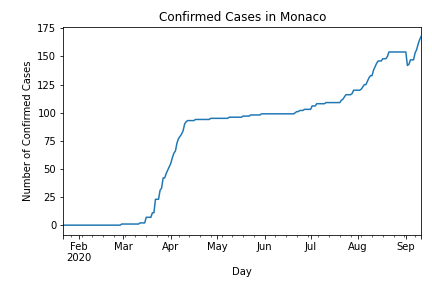 Confirmed Cases in Monaco
175
150
125
100
75
50
25
0
Number of Confirmed Cases
Feb Mar Apr May Jun Jul Aug Sep
2020
Day